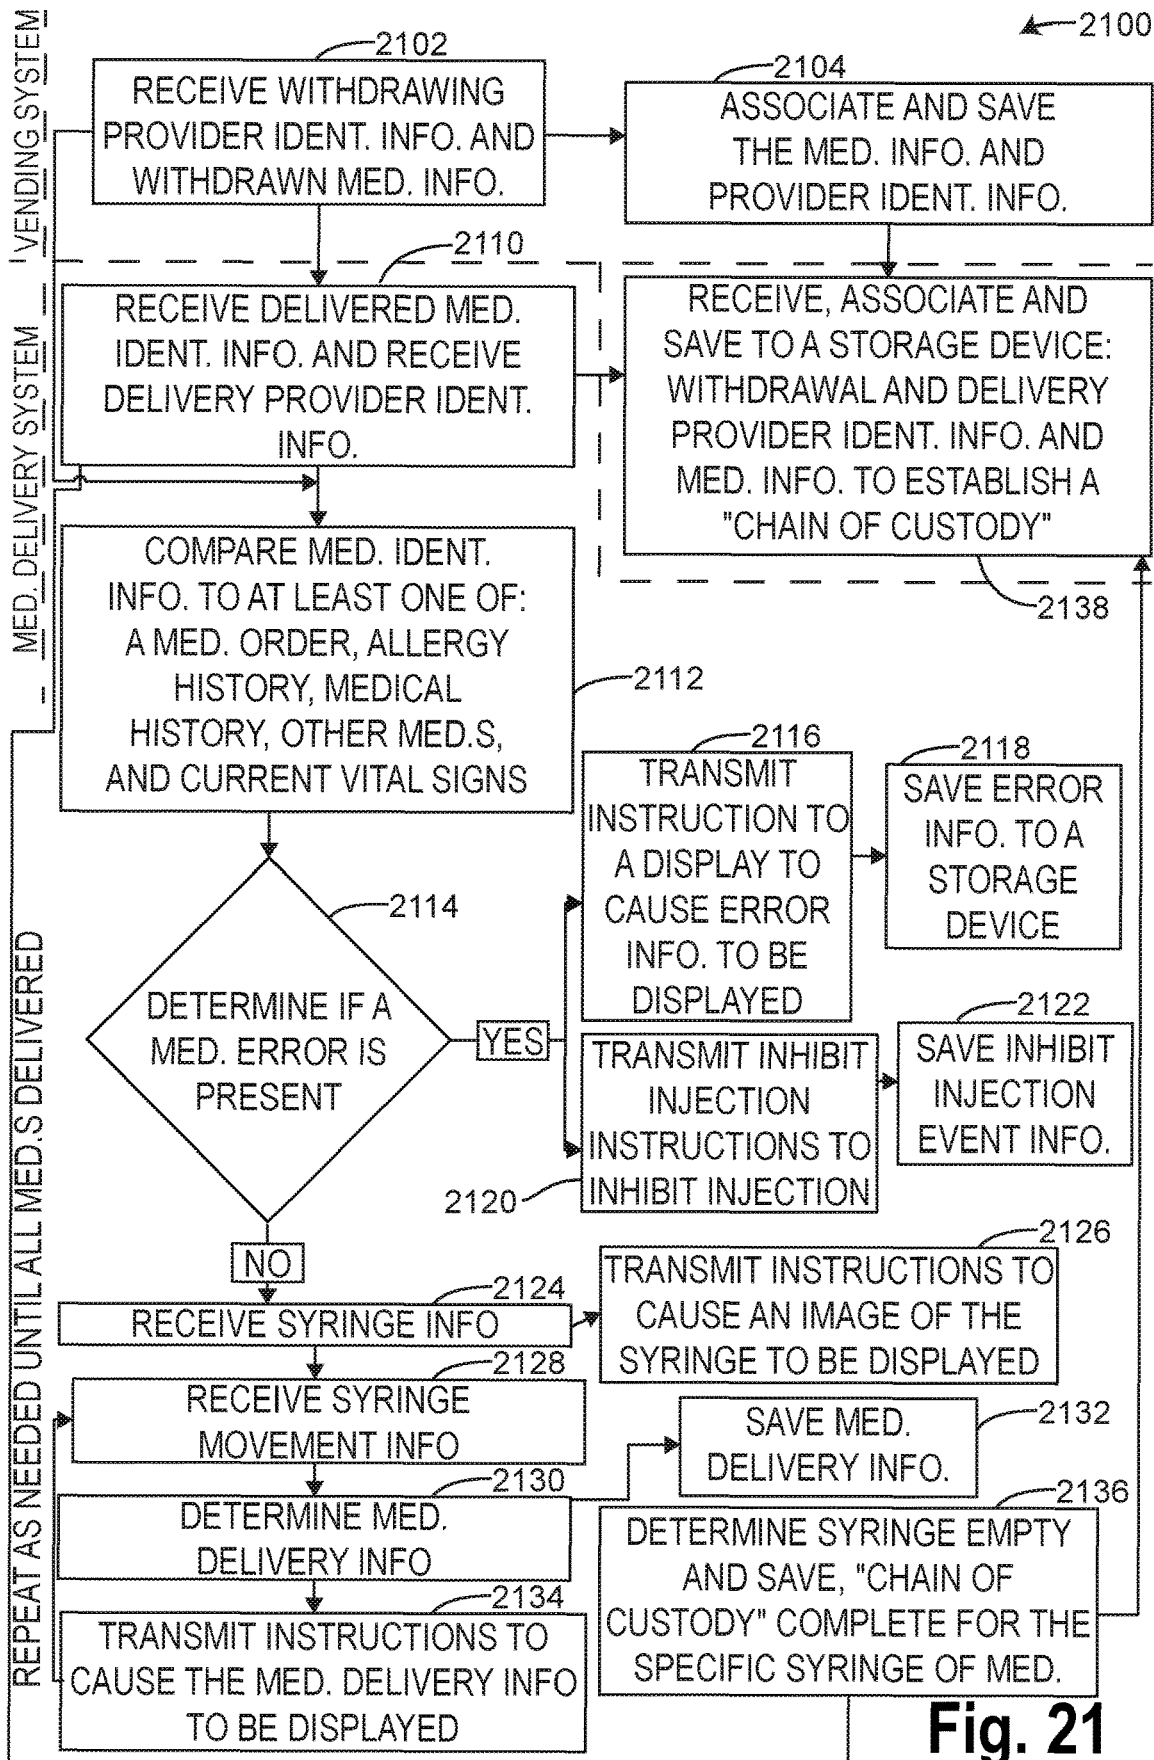 2100
VENDING SYSTEM
2102
RECEIVE WITHDRAWING
PROVIDER IDENT. INFO. AND
WITHDRAWN MED. INFO.
2104
ASSOCIATE AND SAVE
THE MED. INFO. AND
PROVIDER IDENT. INFO.
MED. DELIVERY SYSTEM
2110
RECEIVE DELIVERED MED.
IDENT. INFO. AND RECEIVE
DELIVERY PROVIDER IDENT.
INFO.
RECEIVE, ASSOCIATE AND
SAVE TO A STORAGE DEVICE:
WITHDRAWAL AND DELIVERY
PROVIDER IDENT. INFO. AND
MED. INFO. TO ESTABLISH A
"CHAIN OF CUSTODY"
2138
COMPARE MED. IDENT.
INFO. TO AT LEAST ONE OF:
A MED. ORDER, ALLERGY
HISTORY, MEDICAL
HISTORY, OTHER MED.S,
AND CURRENT VITAL SIGNS
2112
2114
DETERMINE IF A
MED. ERROR IS
PRESENT
YES
2116
TRANSMIT
INSTRUCTION TO
A DISPLAY TO
CAUSE ERROR
INFO. TO BE
DISPLAYED
2118
SAVE ERROR
INFO. TO A
STORAGE
DEVICE
TRANSMIT INHIBIT
INJECTION
INSTRUCTIONS TO
INHIBIT INJECTION
2120
2122
SAVE INHIBIT
INJECTION
EVENT INFO.
NO
2124
RECEIVE SYRINGE INFO
2126
TRANSMIT INSTRUCTIONS TO
CAUSE AN IMAGE OF THE
SYRINGE TO BE DISPLAYED
2128
RECEIVE SYRINGE
MOVEMENT INFO
2130
DETERMINE MED.
DELIVERY INFO
2132
SAVE MED.
DELIVERY INFO.
2134
TRANSMIT INSTRUCTIONS TO
CAUSE THE MED. DELIVERY INFO
TO BE DISPLAYED
2136
DETERMINE SYRINGE EMPTY
AND SAVE, "CHAIN OF
CUSTODY" COMPLETE FOR THE
SPECIFIC SYRINGE OF MED.
REPEAT AS NEEDED UNTIL ALL MED.S DELIVERED
Fig. 21